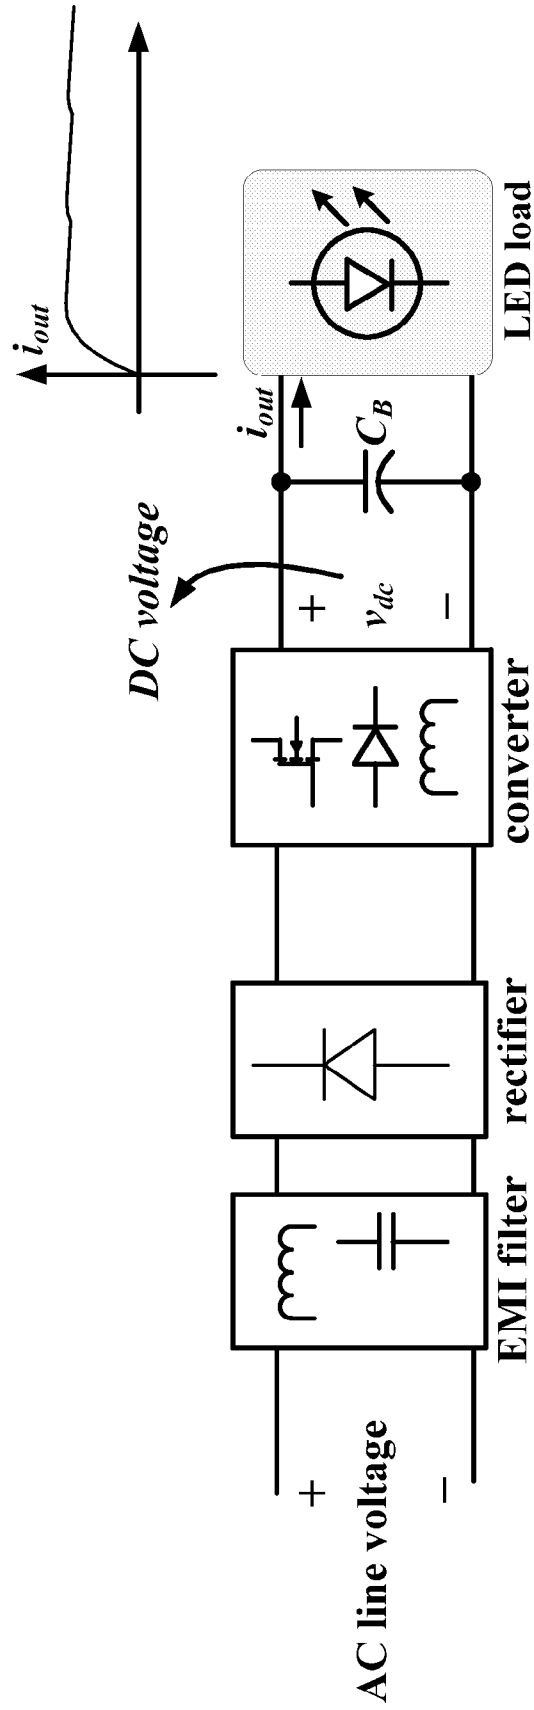 i_out
DC voltage
i_out
+
v_dc
−
C_B
+
AC line voltage
−
EMI filter
rectifier
converter
LED load